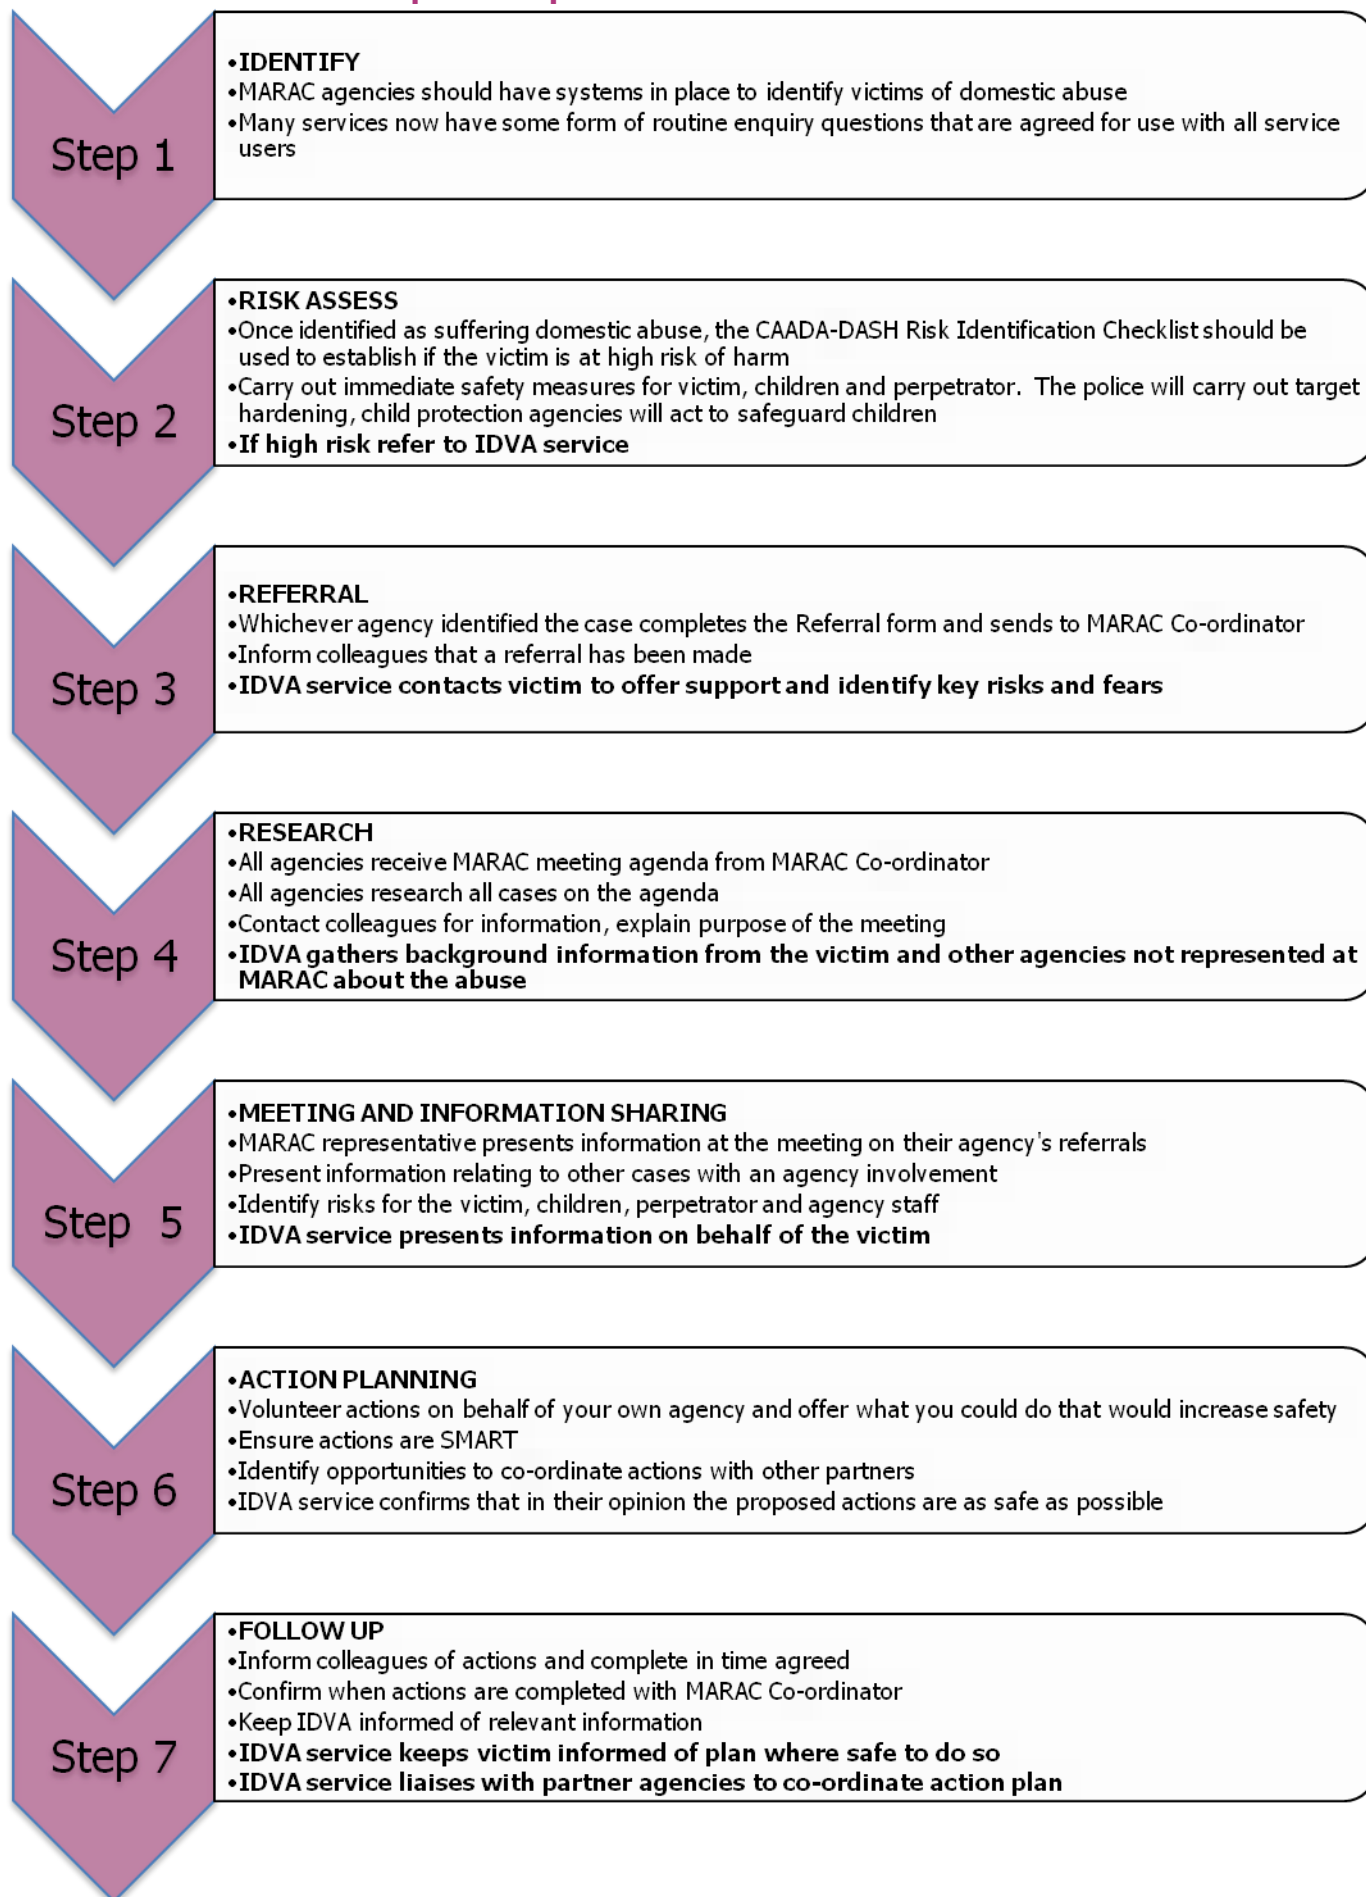 Step 1
•IDENTIFY
•MARAC agencies should have systems in place to identify victims of domestic abuse
•Many services now have some form of routine enquiry questions that are agreed for use with all service
users
Step 2
•RISK ASSESS
•Once identified as suffering domestic abuse, the CAADA-DASH Risk Identification Checklist should be
used to establish if the victim is at high risk of harm
•Carry out immediate safety measures for victim, children and perpetrator. The police will carry out target
hardening, child protection agencies will act to safeguard children
•If high risk refer to IDVA service
Step 3
•REFERRAL
•Whichever agency identified the case completes the Referral form and sends to MARAC Co-ordinator
•Inform colleagues that a referral has been made
•IDVA service contacts victim to offer support and identify key risks and fears
Step 4
•RESEARCH
•All agencies receive MARAC meeting agenda from MARAC Co-ordinator
•All agencies research all cases on the agenda
•Contact colleagues for information, explain purpose of the meeting
•IDVA gathers background information from the victim and other agencies not represented at
MARAC about the abuse
Step 5
•MEETING AND INFORMATION SHARING
•MARAC representative presents information at the meeting on their agency's referrals
•Present information relating to other cases with an agency involvement
•Identify risks for the victim, children, perpetrator and agency staff
•IDVA service presents information on behalf of the victim
Step 6
•ACTION PLANNING
•Volunteer actions on behalf of your own agency and offer what you could do that would increase safety
•Ensure actions are SMART
•Identify opportunities to co-ordinate actions with other partners
•IDVA service confirms that in their opinion the proposed actions are as safe as possible
Step 7
•FOLLOW UP
•Inform colleagues of actions and complete in time agreed
•Confirm when actions are completed with MARAC Co-ordinator
•Keep IDVA informed of relevant information
•IDVA service keeps victim informed of plan where safe to do so
•IDVA service liaises with partner agencies to co-ordinate action plan